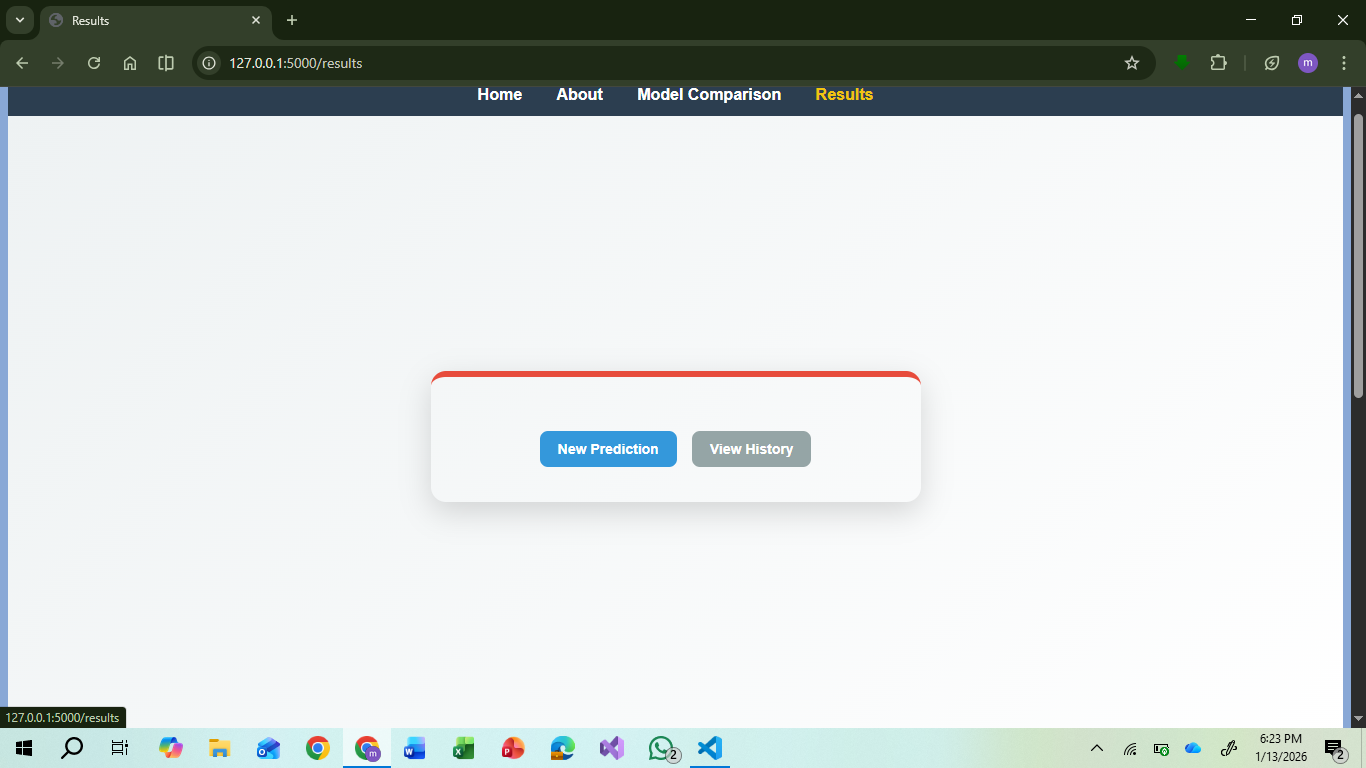 Results
127.0.0.1:5000/results
m
Home About Model Comparison Results
New Prediction View History
127.0.0.1:5000/results
m
2
6:23 PM
1/13/2026
2